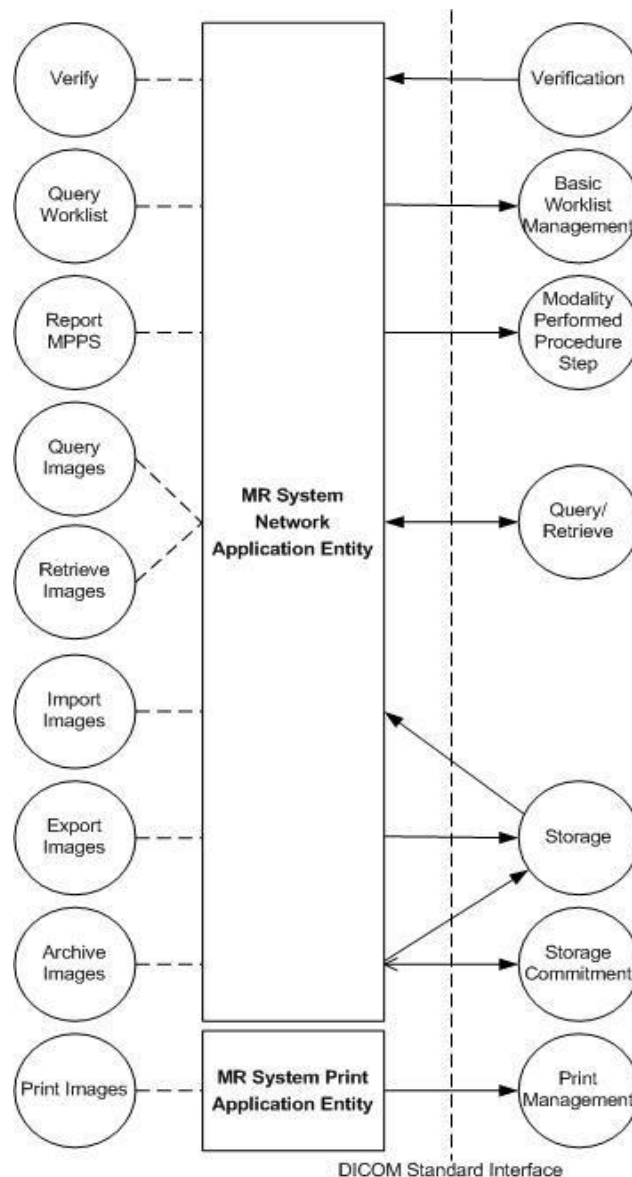 Verify
Verification
Query
Worklist
Basic
Worklist
Management
Report
MPPS
Modality
Performed
Procedure
Step
Query
Images
MR System
Network
Application Entity
Query/
Retrieve
Retrieve
Images
Import
Images
Export
Images
Storage
Archive
Images
Storage
Commitment
Print Images
MR System Print
Application Entity
Print
Management
DICOM Standard Interface